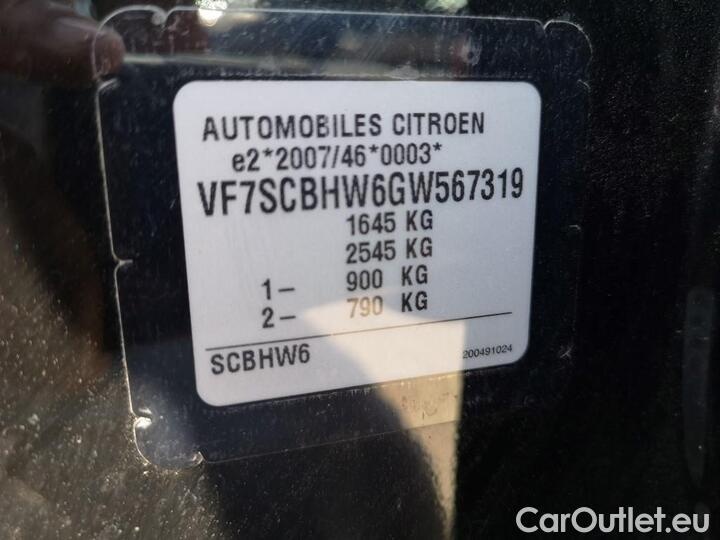 AUTOMOBILES CITROEN
e2*2007/46*0003*
VF7SCBHW6GW567319
1645 KG
2545 KG
1– 900 KG
2– 790 KG
SCBHW6
200491024
CarOutlet.eu